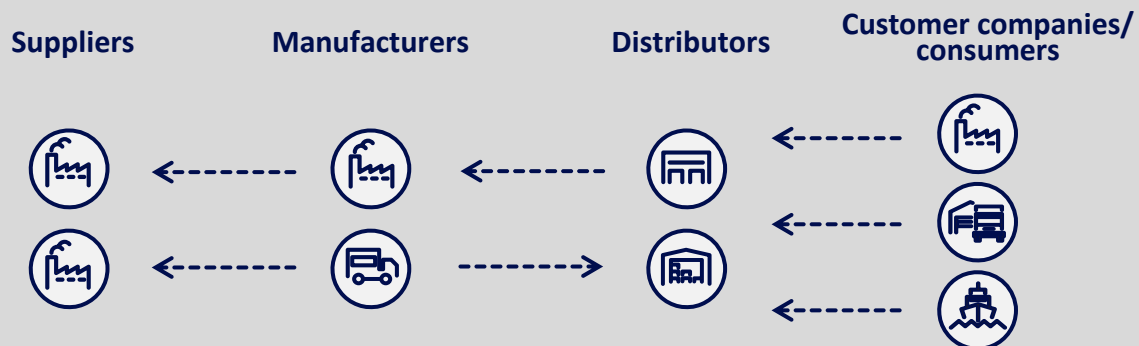 Suppliers
Manufacturers
Distributors
Customer companies/
consumers